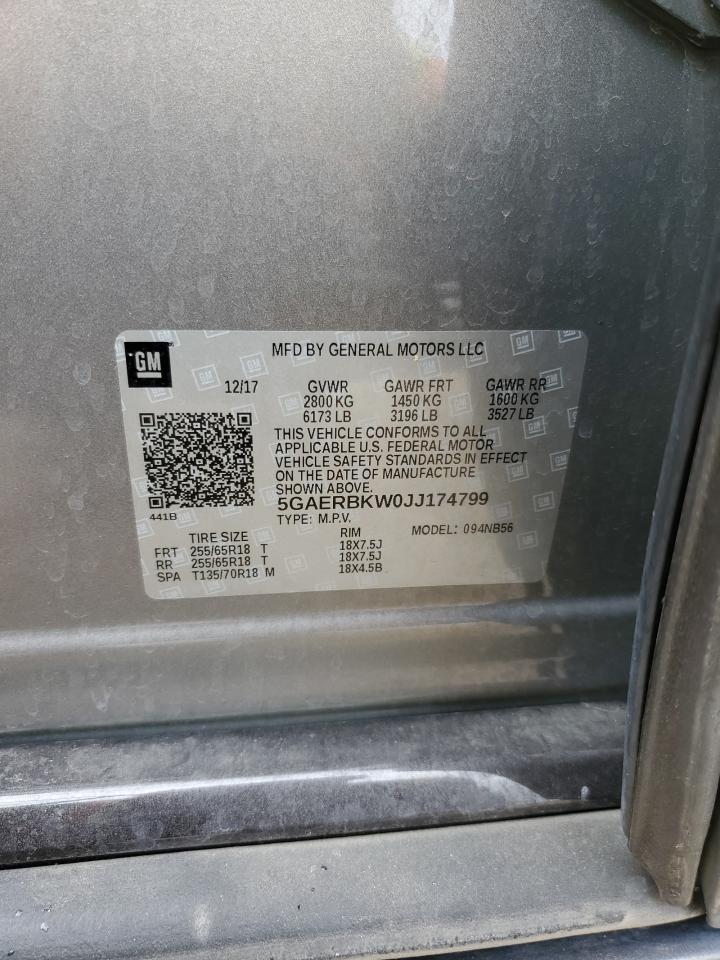 GM
MFD BY GENERAL MOTORS LLC
12/17 GVWR GAWR FRT GAWR RR
2800 KG 1450 KG 1600 KG
6173 LB 3196 LB 3527 LB
THIS VEHICLE CONFORMS TO ALL
APPLICABLE U.S. FEDERAL MOTOR
VEHICLE SAFETY STANDARDS IN EFFECT
ON THE DATE OF MANUFACTURE
SHOWN ABOVE.
441B
5GAERBKW0JJ174799
TYPE: M.P.V. MODEL: 094NB56
TIRE SIZE RIM
FRT 255/65R18 T 18X7.5J
RR 255/65R18 T 18X7.5J
SPA T135/70R18 M 18X4.5B